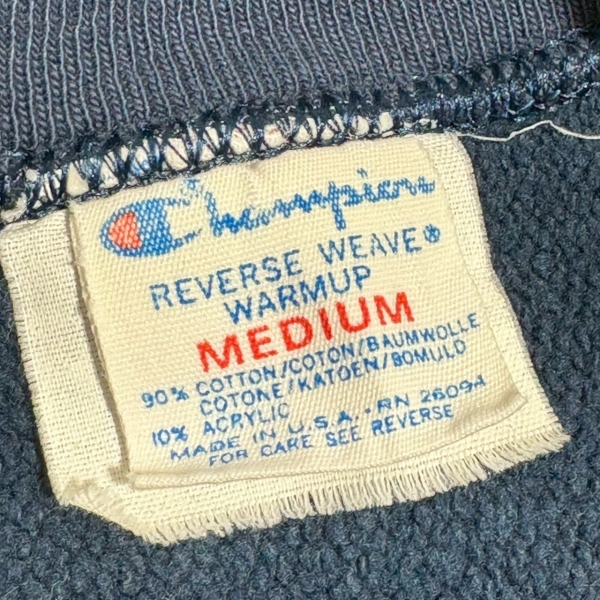 Champion
REVERSE WEAVE®
WARMUP
MEDIUM
90% COTTON/COTON/BAUMWOLLE
COTONE/KATOEN/BOMULD
10% ACRYLIC
MADE IN U.S.A. • RN 26094
FOR CARE SEE REVERSE